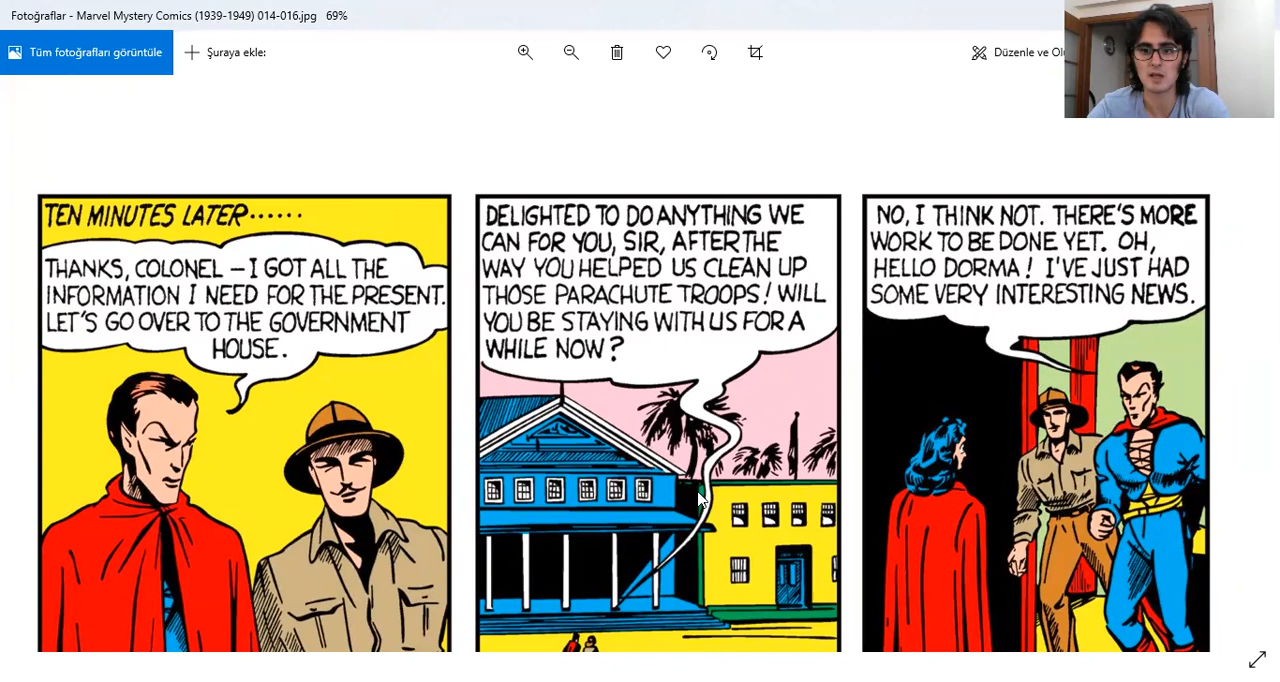 Fotoğraflar - Marvel Mystery Comics (1939-1949) 014-016.jpg 69%
Tüm fotoğrafları görüntüle
Şuraya ekle:
Düzenle ve
TEN MINUTES LATER······
THANKS, COLONEL — I GOT ALL THE
INFORMATION I NEED FOR THE PRESENT.
LET'S GO OVER TO THE GOVERNMENT
HOUSE.
DELIGHTED TO DO ANYTHING WE
CAN FOR YOU, SIR, AFTER THE
WAY YOU HELPED US CLEAN UP
THOSE PARACHUTE TROOPS! WILL
YOU BE STAYING WITH US FOR A
WHILE NOW?
NO, I THINK NOT. THERE'S MORE
WORK TO BE DONE YET. OH,
HELLO DORMA! I'VE JUST HAD
SOME VERY INTERESTING NEWS.